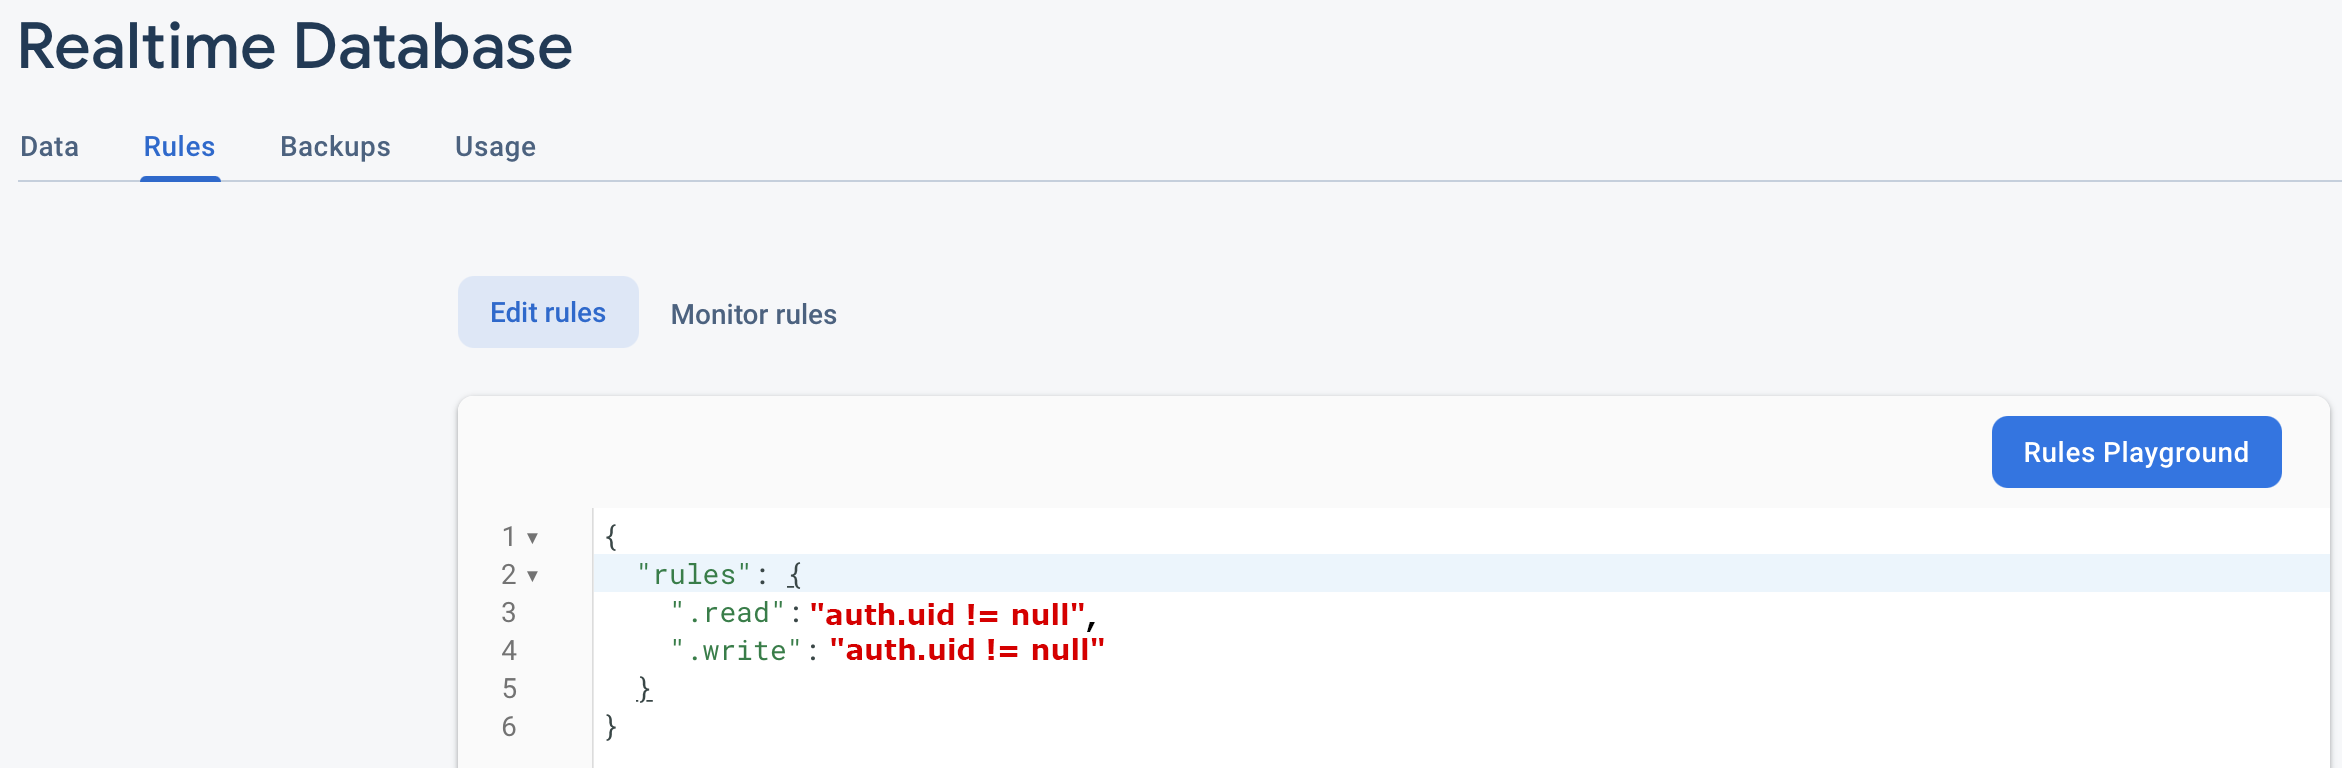 Realtime Database
Data Rules Backups Usage
Edit rules Monitor rules
Rules Playground
1 {
2 "rules": {
3 ".read": "auth.uid != null",
4 ".write": "auth.uid != null"
5 }
6 }